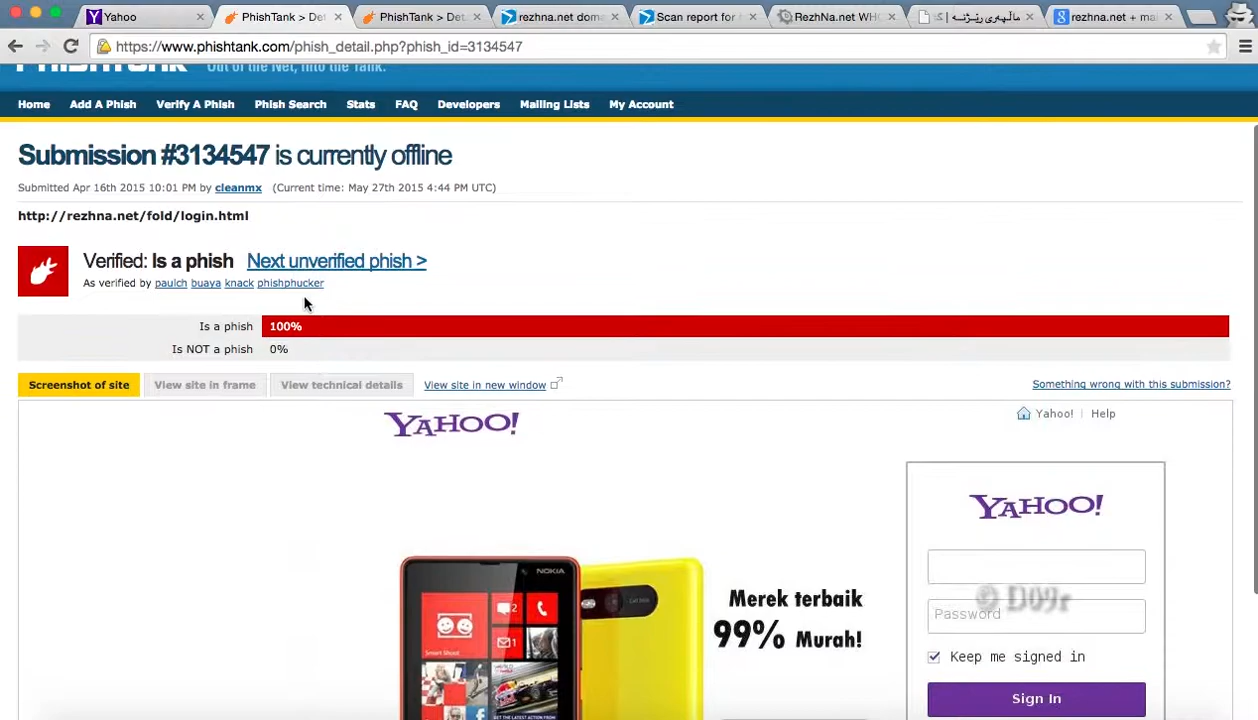 Yahoo
PhishTank > Det
PhishTank > Det
rezhna.net dom
Scan report for
RezhNa.net WHO
rezhna.net + ma
https://www.phishtank.com/phish_detail.php?phish_id=3134547
Out of the Net, into the Tank.
Home Add A Phish Verify A Phish Phish Search Stats FAQ Developers Mailing Lists My Account
Submission #3134547 is currently offline
Submitted Apr 16th 2015 10:01 PM by cleanmx (Current time: May 27th 2015 4:44 PM UTC)
http://rezhna.net/fold/login.html
Verified: Is a phish Next unverified phish >
As verified by paulch buaya knack phishphucker
Is a phish 100%
Is NOT a phish 0%
Screenshot of site View site in frame View technical details View site in new window Something wrong with this submission?
YAHOO!
Yahoo! Help
YAHOO!
NOKIA
Merek terbaik
99% Murah!
Smart Shoot
© D09r
Password
Keep me signed in
Sign In